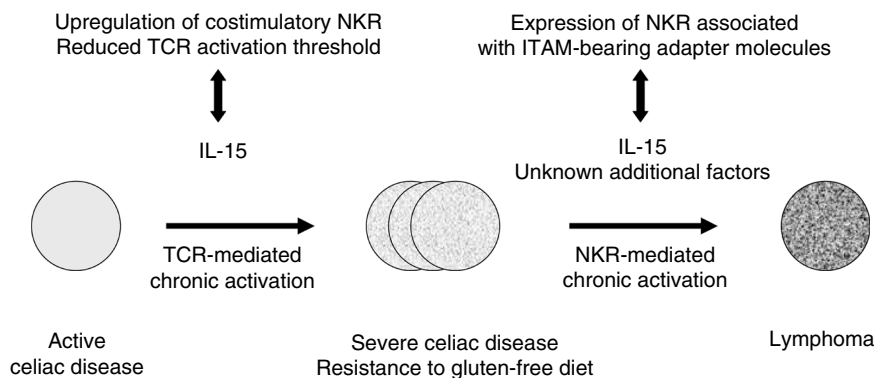 Upregulation of costimulatory NKR
Reduced TCR activation threshold
Expression of NKR associated
with ITAM-bearing adapter molecules
IL-15
IL-15
Unknown additional factors
TCR-mediated
chronic activation
NKR-mediated
chronic activation
Active
celiac disease
Severe celiac disease
Resistance to gluten-free diet
Lymphoma